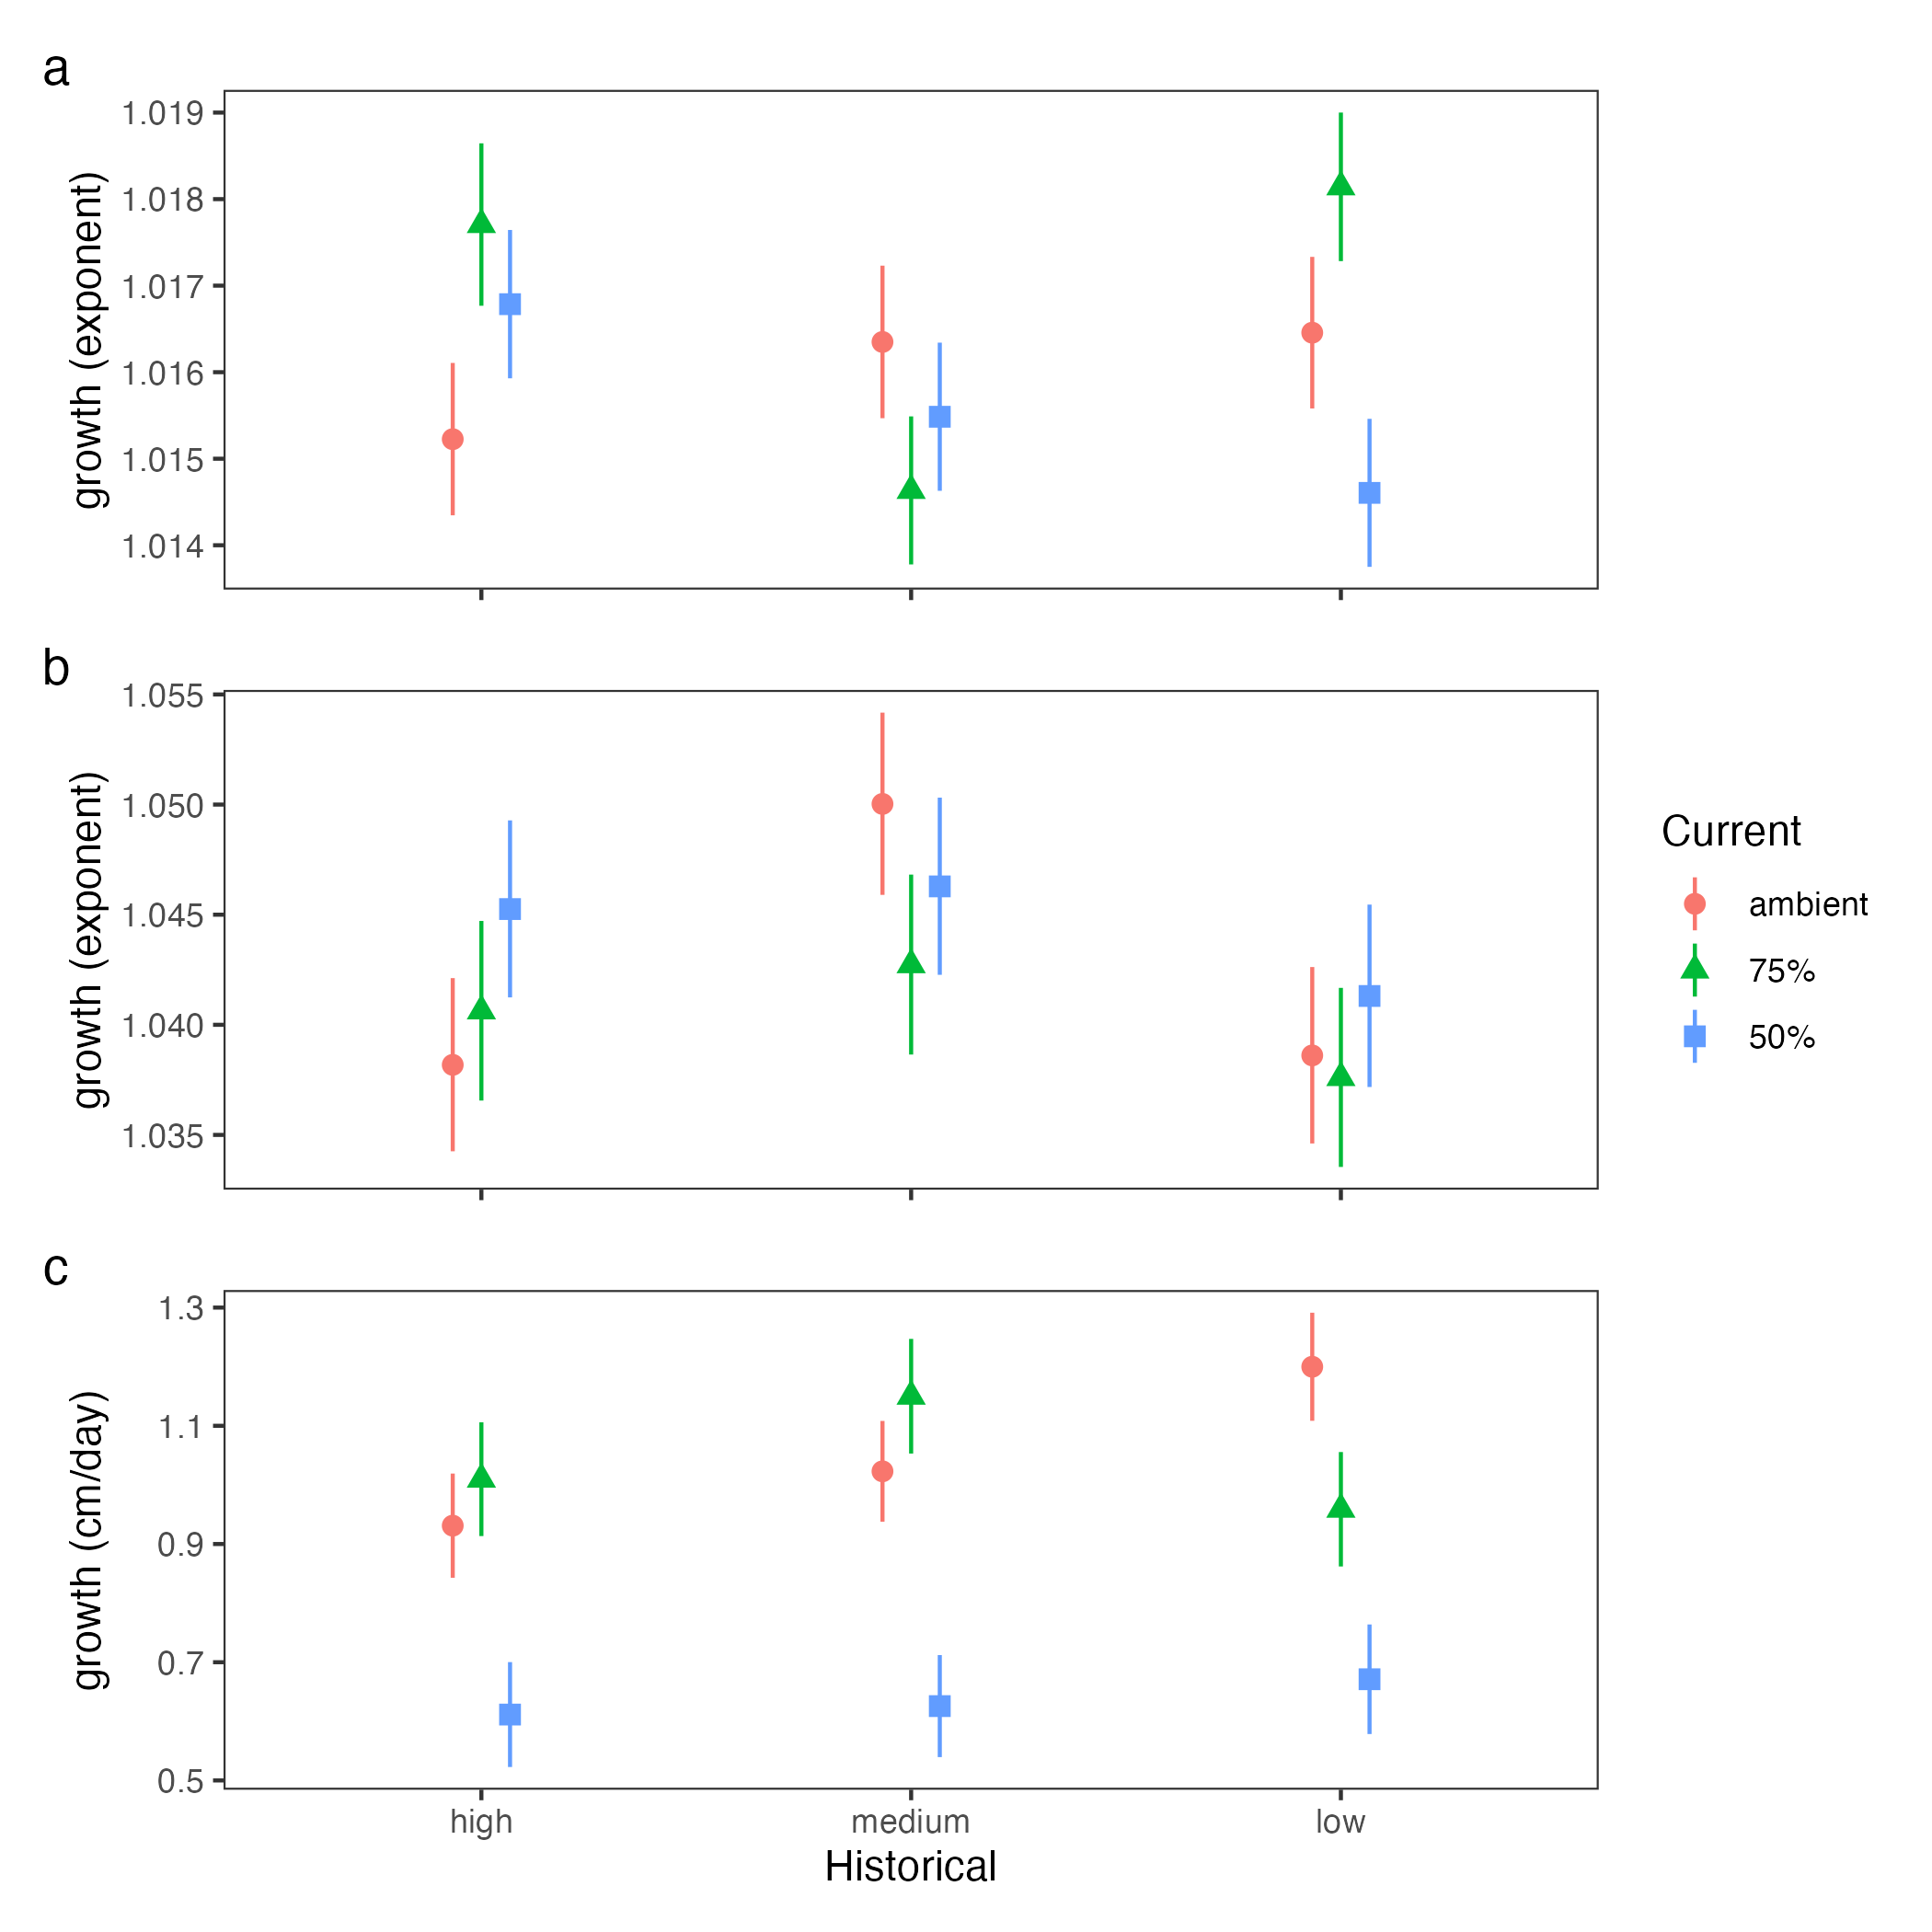 a
1.019
1.018
1.017
1.016
1.015
1.014
growth (exponent)
b
1.055
1.050
1.045
1.040
1.035
growth (exponent)
c
1.3
1.1
0.9
0.7
0.5
growth (cm/day)
high medium low
Historical
Current
ambient
75%
50%